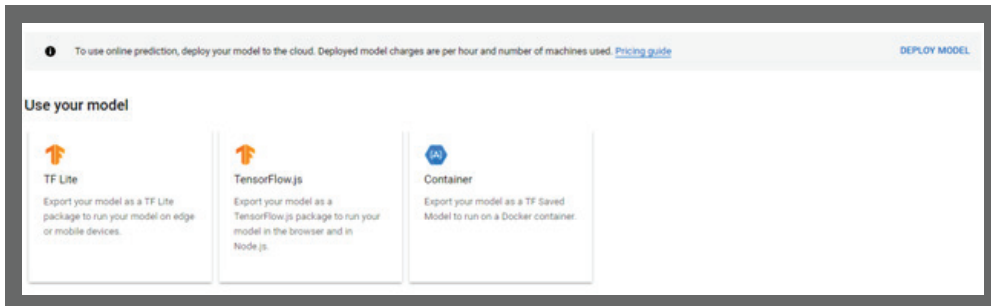 To use online prediction, deploy your model to the cloud. Deployed model charges are per hour and number of machines used. Pricing guide
DEPLOY MODEL
Use your model
TF Lite
Export your model as a TF Lite
package to run your model on edge
or mobile devices.
TensorFlow.js
Export your model as a
TensorFlow.js package to run your
model in the browser and in
Node.js.
{A}
Container
Export your model as a TF Saved
Model to run on a Docker container.